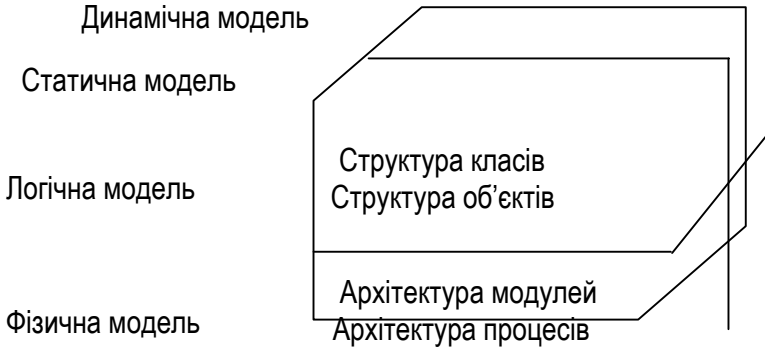 Динамічна модель
Статична модель
Структура класів
Логічна модель
Структура об’єктів
Архітектура модулей
Фізична модель
Архітектура процесів